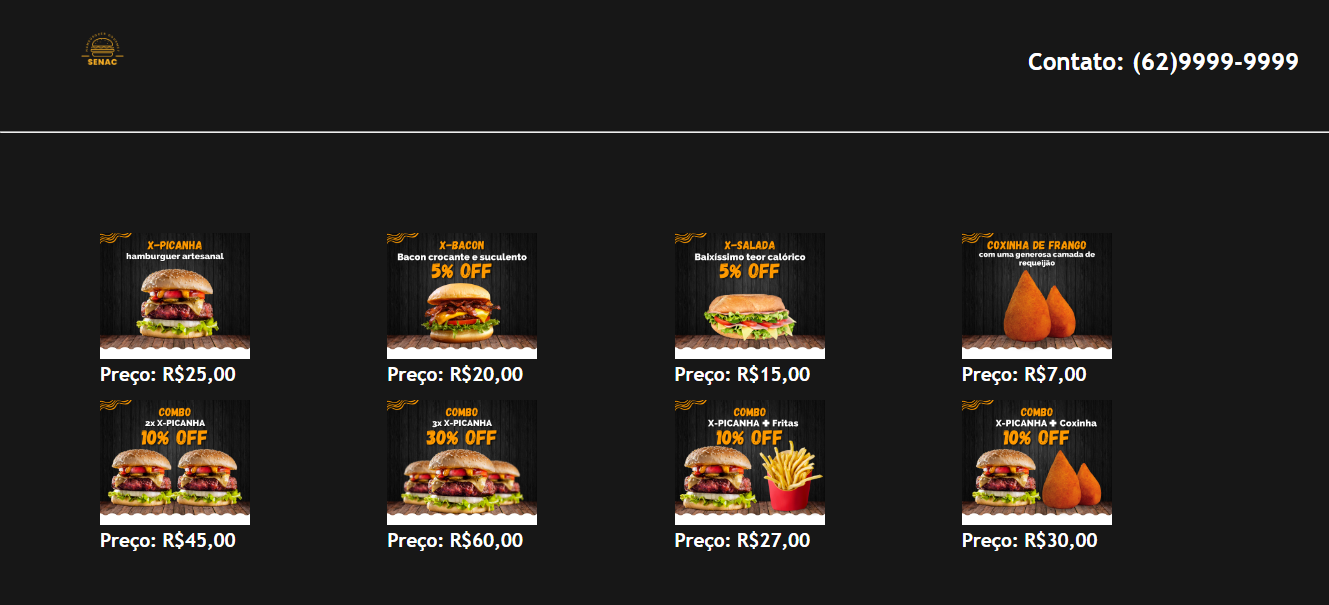 SENAC
Contato: (62)9999-9999
X-PICANHA
hamburguer artesanal
X-BACON
Bacon crocante e suculento
5% OFF
X-SALADA
Baixíssimo teor calórico
5% OFF
COXINHA DE FRANGO
com uma generosa camada de
requeijão
Preço: R$25,00
Preço: R$20,00
Preço: R$15,00
Preço: R$7,00
COMBO
2x X-PICANHA
10% OFF
COMBO
3x X-PICANHA
30% OFF
COMBO
X-PICANHA + Fritas
10% OFF
COMBO
X-PICANHA + Coxinha
10% OFF
Preço: R$45,00
Preço: R$60,00
Preço: R$27,00
Preço: R$30,00